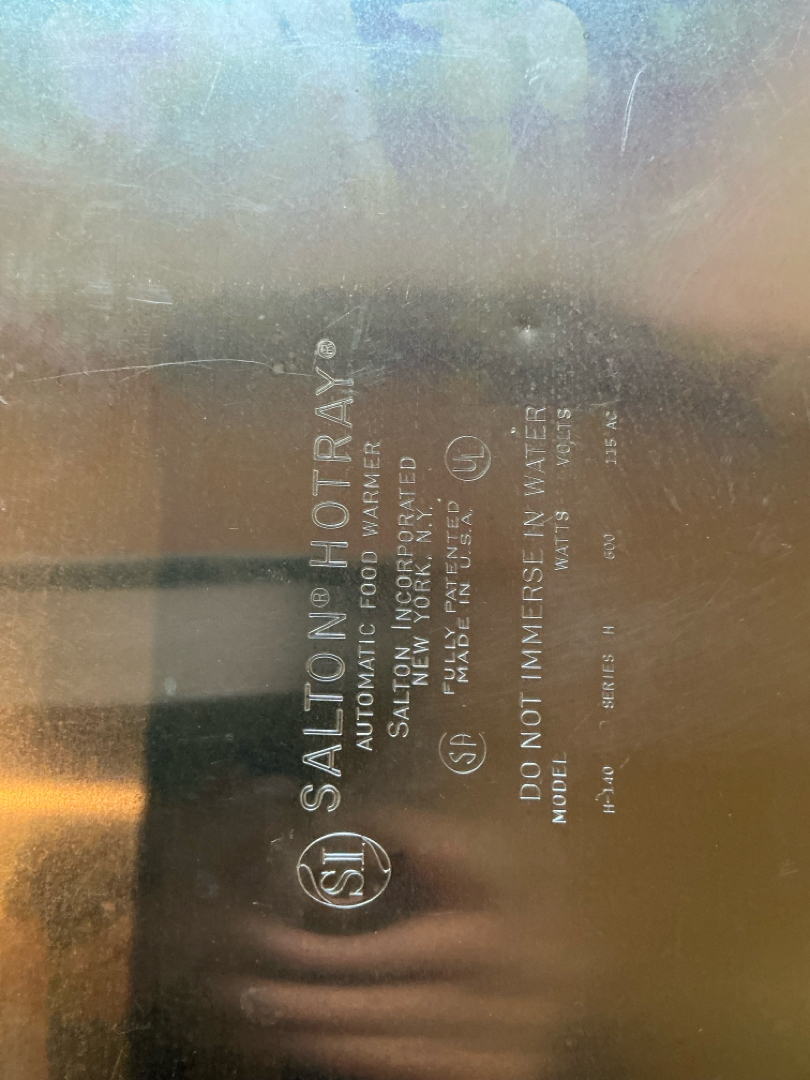 S.I. SALTON® HOTRAY®
AUTOMATIC FOOD WARMER
SALTON INCORPORATED
NEW YORK, N.Y.
SA FULLY PATENTED UL
MADE IN U.S.A.
DO NOT IMMERSE IN WATER
MODEL WATTS VOLTS
H-140 SERIES H 600 115 AC